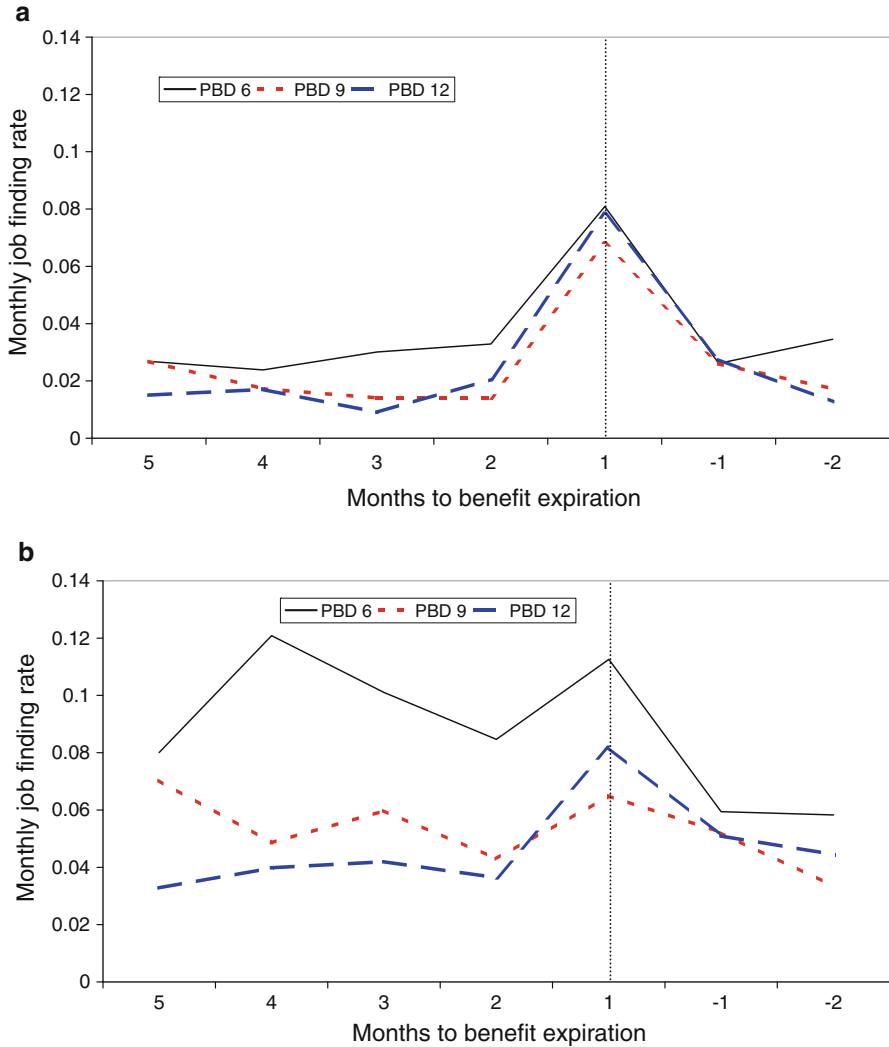 a
0.14
0.12
0.1
0.08
0.06
0.04
0.02
0
Monthly job finding rate
PBD 6 PBD 9 PBD 12
5 4 3 2 1 -1 -2
Months to benefit expiration
b
0.14
0.12
0.1
0.08
0.06
0.04
0.02
0
Monthly job finding rate
PBD 6 PBD 9 PBD 12
5 4 3 2 1 -1 -2
Months to benefit expiration